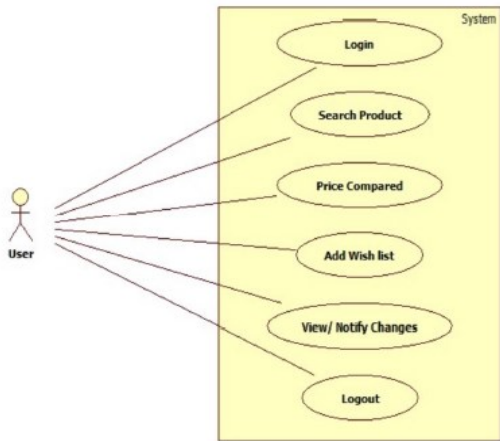 System
Login
Search Product
Price Compared
User
Add Wish list
View/ Notify Changes
Logout